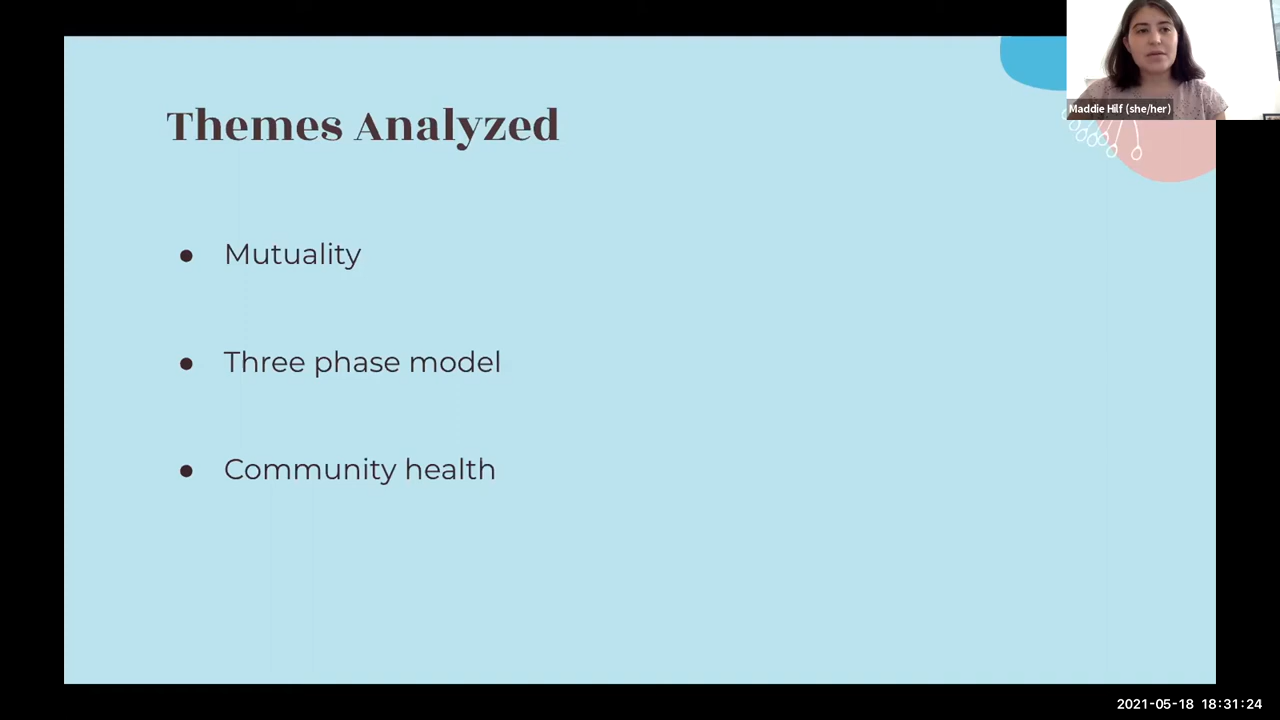 Themes Analyzed
Maddie Hilf (she/her)
● Mutuality
● Three phase model
● Community health
2021-05-18 18:31:24